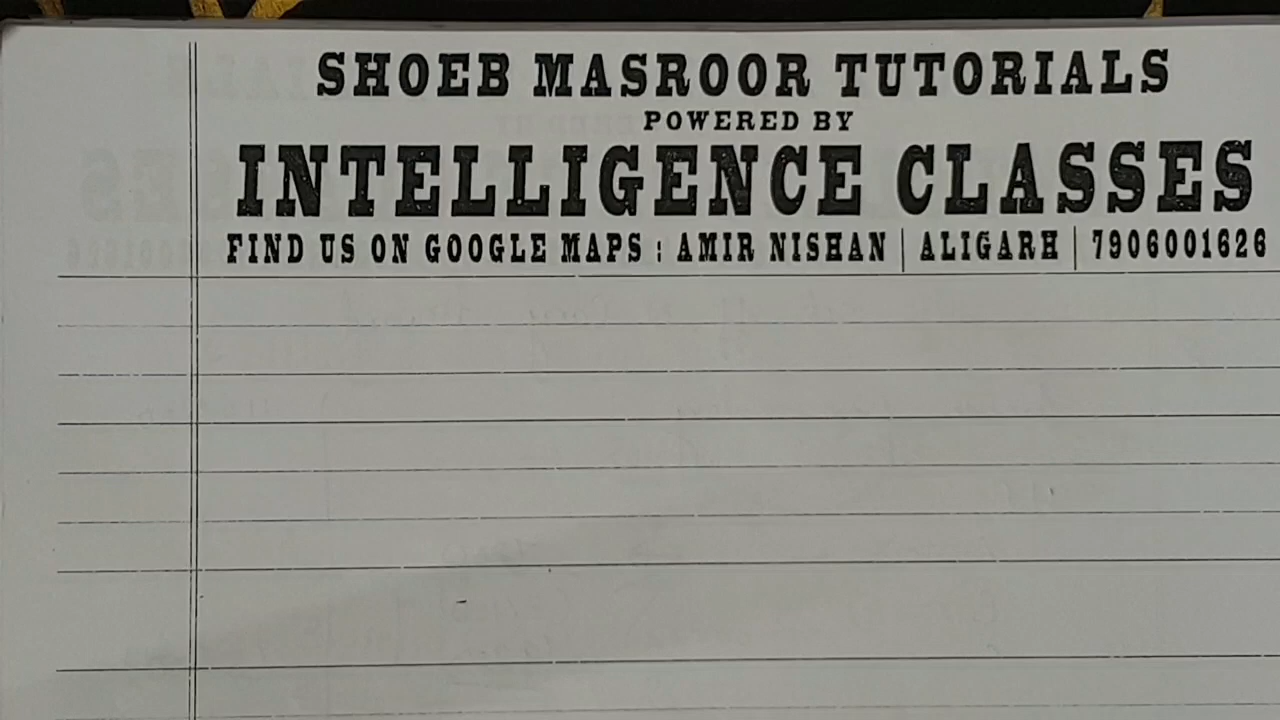 SHOEB MASROOR TUTORIALS
POWERED BY
INTELLIGENCE CLASSES
FIND US ON GOOGLE MAPS : AMIR NISHAN | ALIGARH | 7906001626